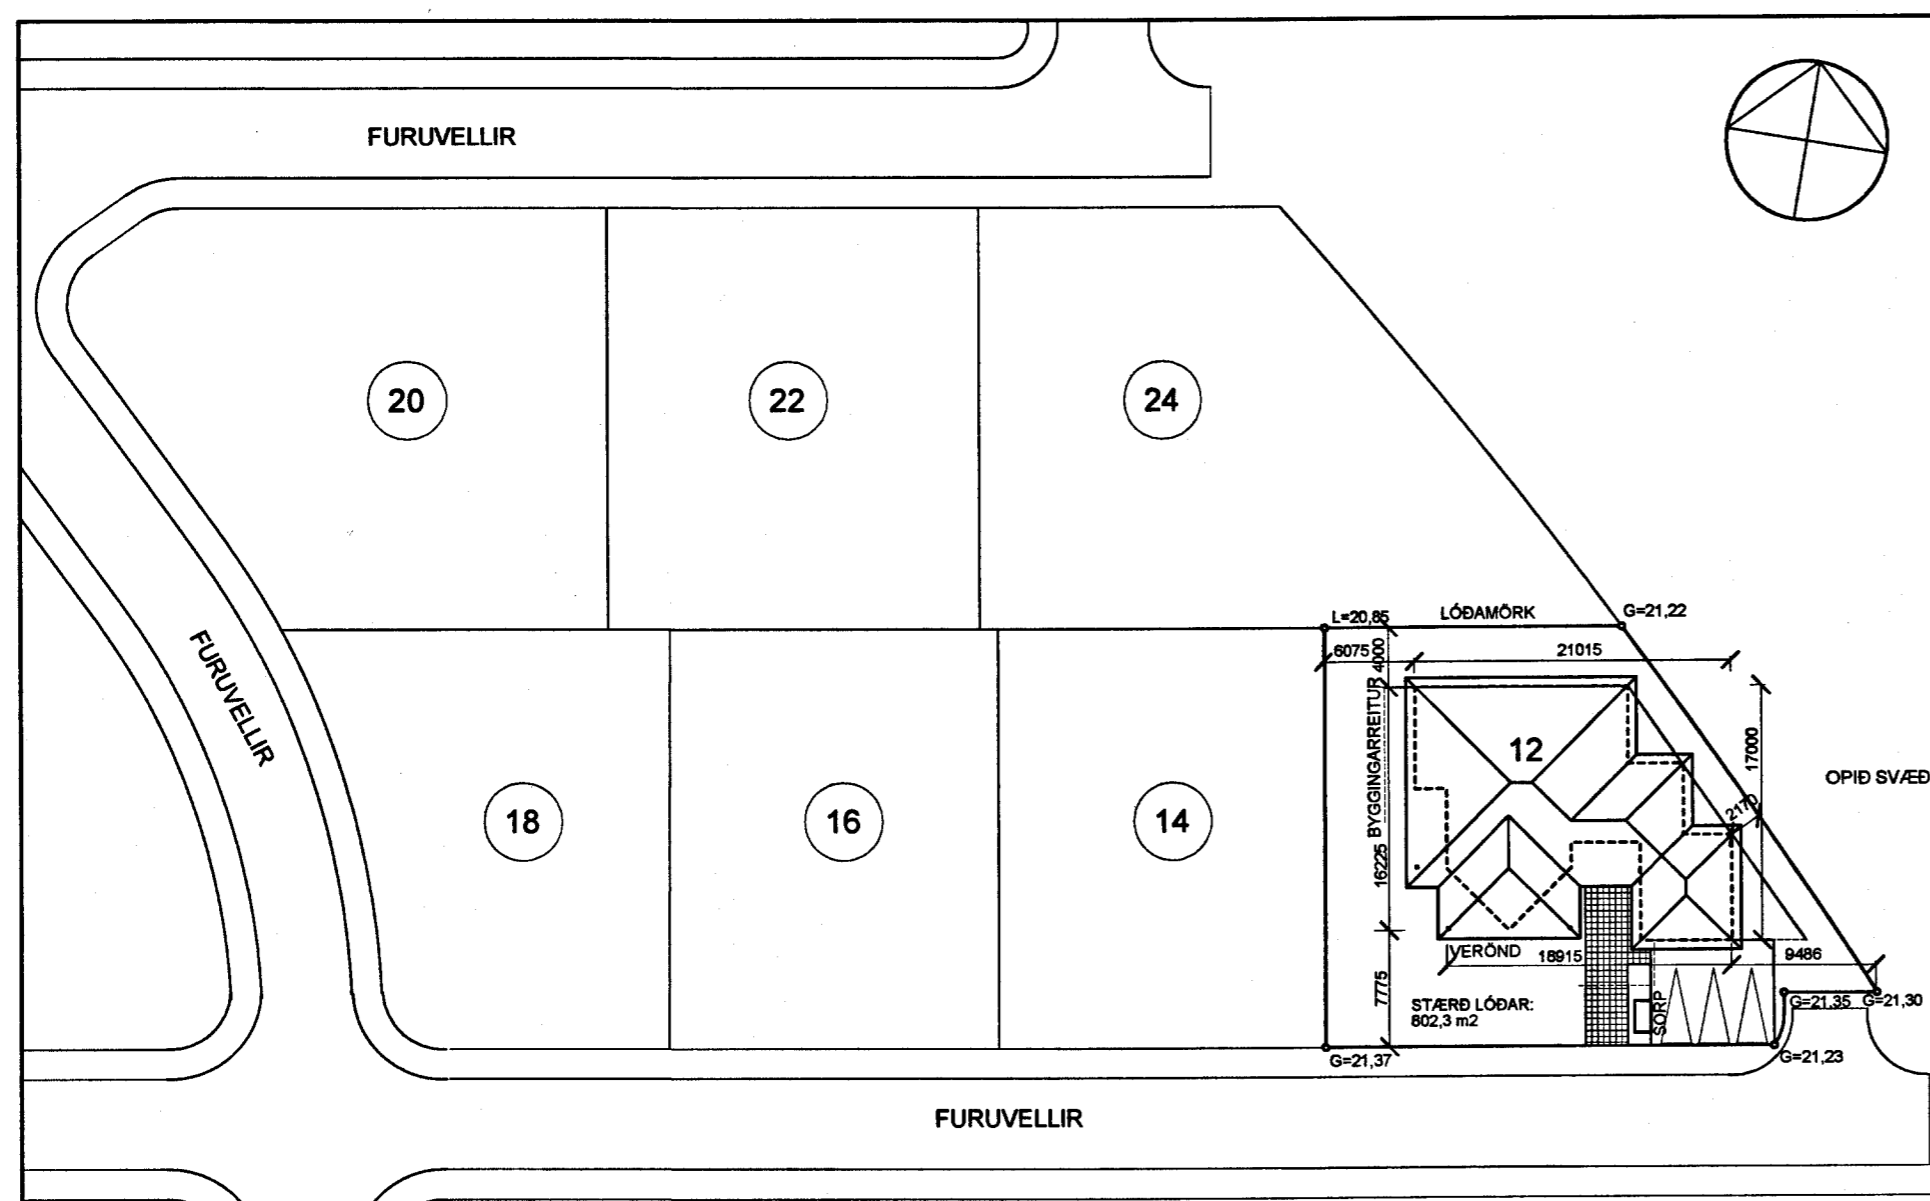 FURUVELLIR
20
22
24
FURUVELLIR
L=20,85
LÓÐAMÖRK
G=21,22
6075
4000
21015
BYGGINGARREITUR
16225
12
17000
OPIÐ SVÆÐ
2170
18
16
14
VERÖND
18915
9486
7775
STÆRÐ LÓÐAR:
802,3 m2
SORP
G=21,35
G=21,30
G=21,37
G=21,23
FURUVELLIR